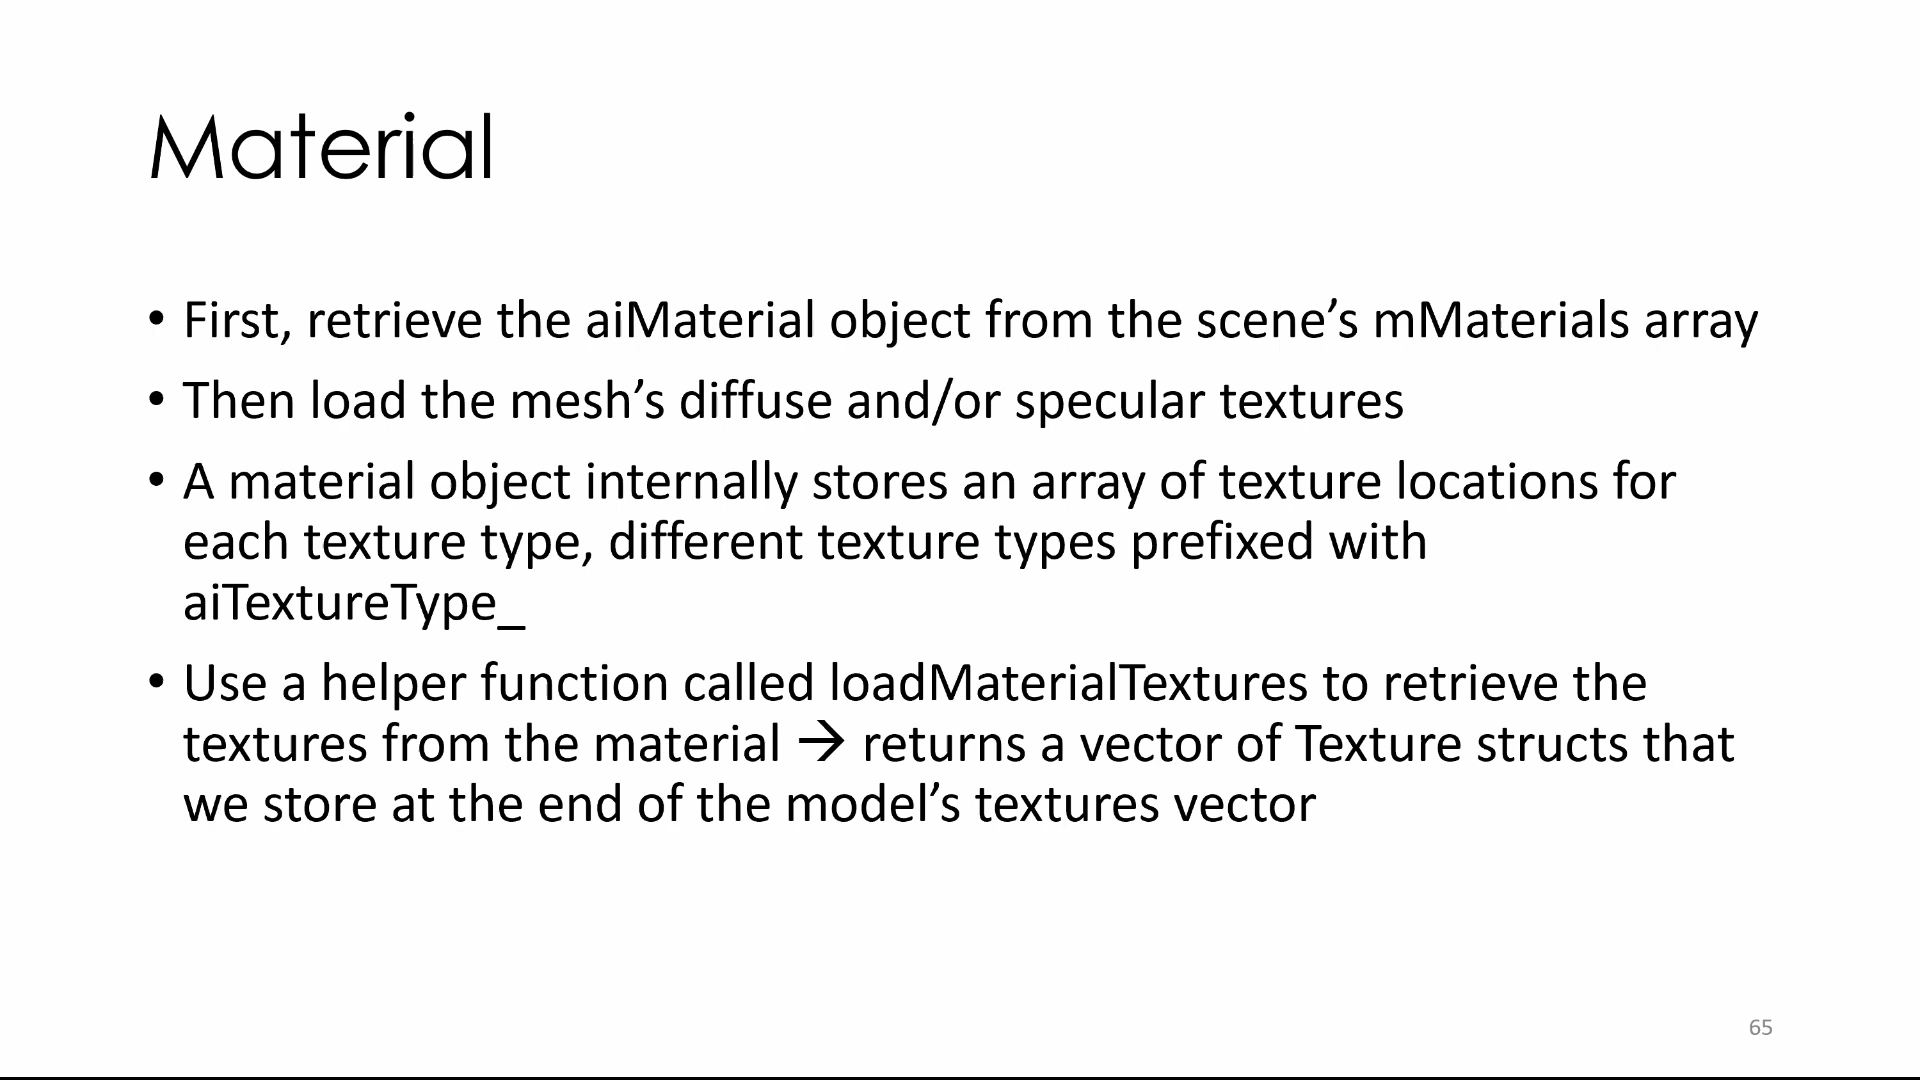 Material
• First, retrieve the aiMaterial object from the scene’s mMaterials array
• Then load the mesh’s diffuse and/or specular textures
• A material object internally stores an array of texture locations for
each texture type, different texture types prefixed with
aiTextureType_
• Use a helper function called loadMaterialTextures to retrieve the
textures from the material → returns a vector of Texture structs that
we store at the end of the model’s textures vector
65